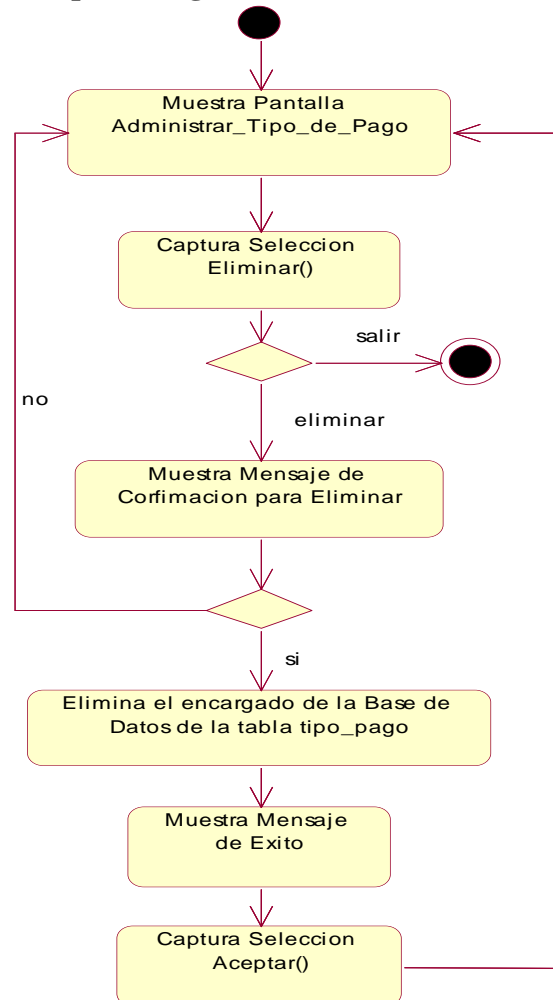 Muestra Pantalla
Administrar_Tipo_de_Pago
Captura Seleccion
Eliminar()
salir
no
eliminar
Muestra Mensaje de
Corfimacion para Eliminar
si
Elimina el encargado de la Base de
Datos de la tabla tipo_pago
Muestra Mensaje
de Exito
Captura Seleccion
Aceptar()